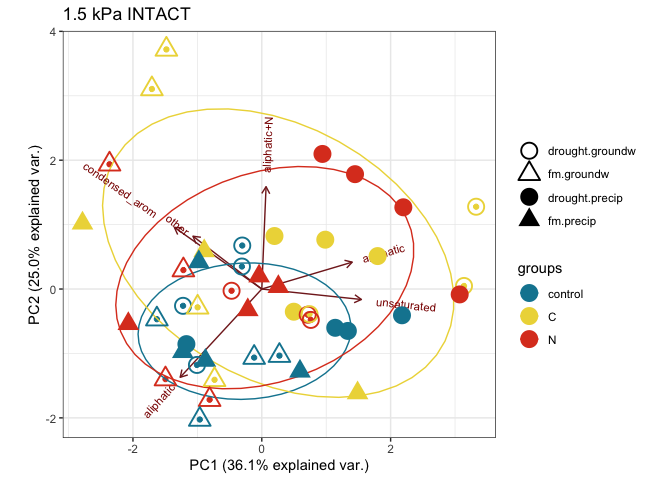 1.5 kPa INTACT
4
2
0
-2
-2
0
2
PC2 (25.0% explained var.)
PC1 (36.1% explained var.)
aliphatic+N
condensed_arom
other
unsaturated
aliphatic
drought.groundw
fm.groundw
drought.precip
fm.precip
groups
control
C
N